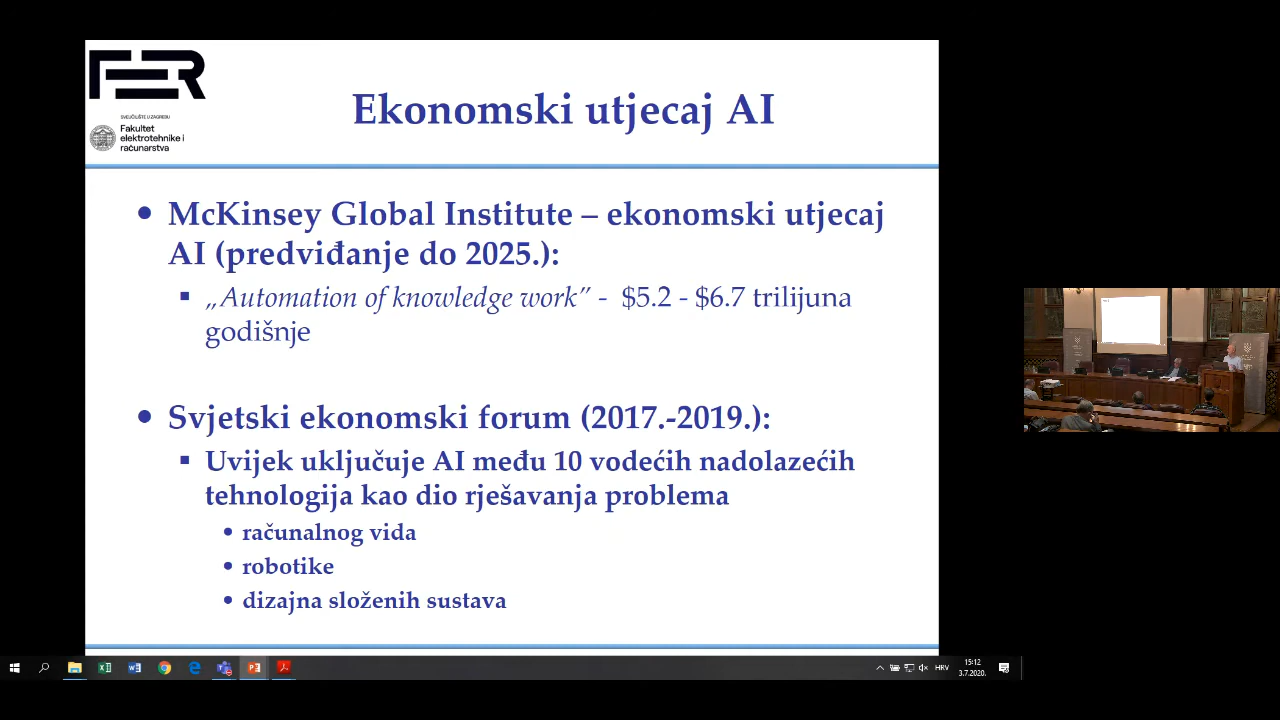 FER
SVEUČILIŠTE U ZAGREBU
Fakultet
elektrotehnike i
računarstva
Ekonomski utjecaj AI
• McKinsey Global Institute – ekonomski utjecaj
AI (predviđanje do 2025.):
▪ „Automation of knowledge work” - $5.2 - $6.7 trilijuna
godišnje
• Svjetski ekonomski forum (2017.-2019.):
▪ Uvijek uključuje AI među 10 vodećih nadolazećih
tehnologija kao dio rješavanja problema
• računalnog vida
• robotike
• dizajna složenih sustava
HRV
15:12
3.7.2020.